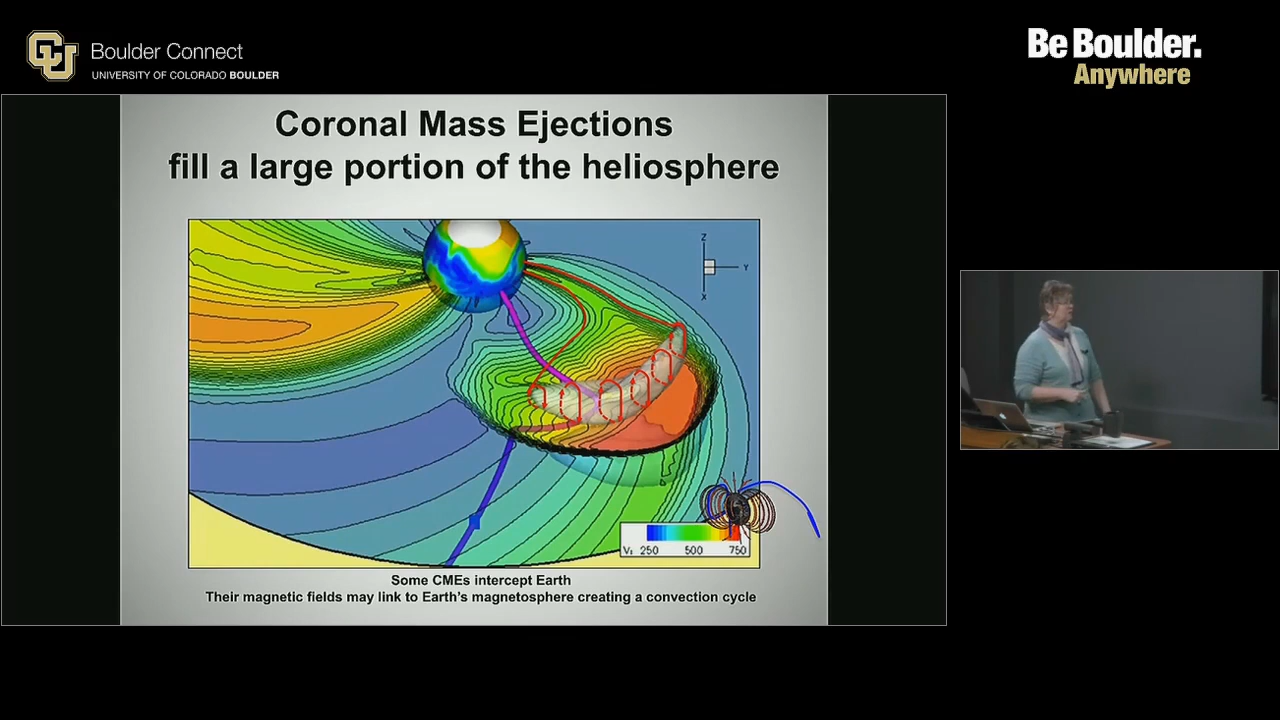 CU
Boulder Connect
UNIVERSITY OF COLORADO BOULDER
Be Boulder.
Anywhere
Coronal Mass Ejections
fill a large portion of the heliosphere
Z
Y
X
250 500 750
Some CMEs intercept Earth
Their magnetic fields may link to Earth's magnetosphere creating a convection cycle